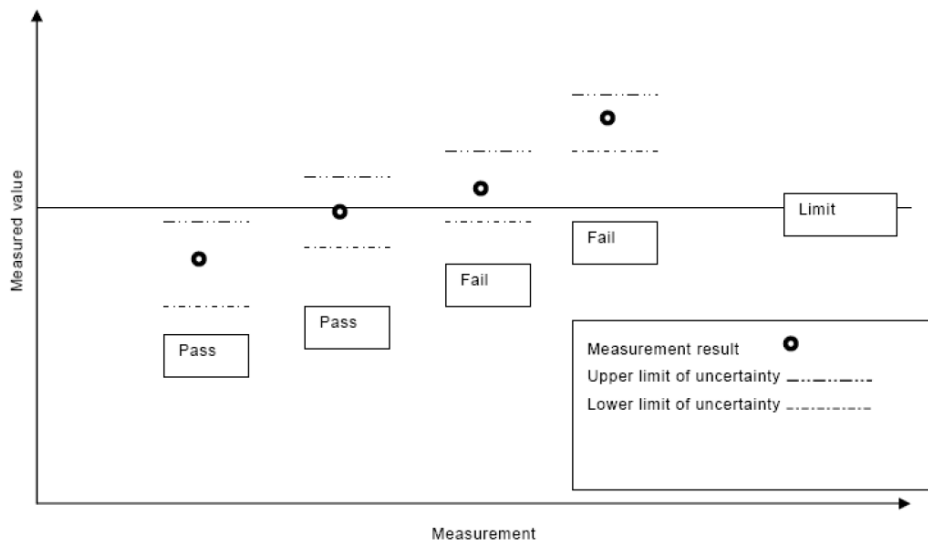 Measured value
Limit
Fail
Fail
Pass
Pass
Measurement result
Upper limit of uncertainty
Lower limit of uncertainty
Measurement